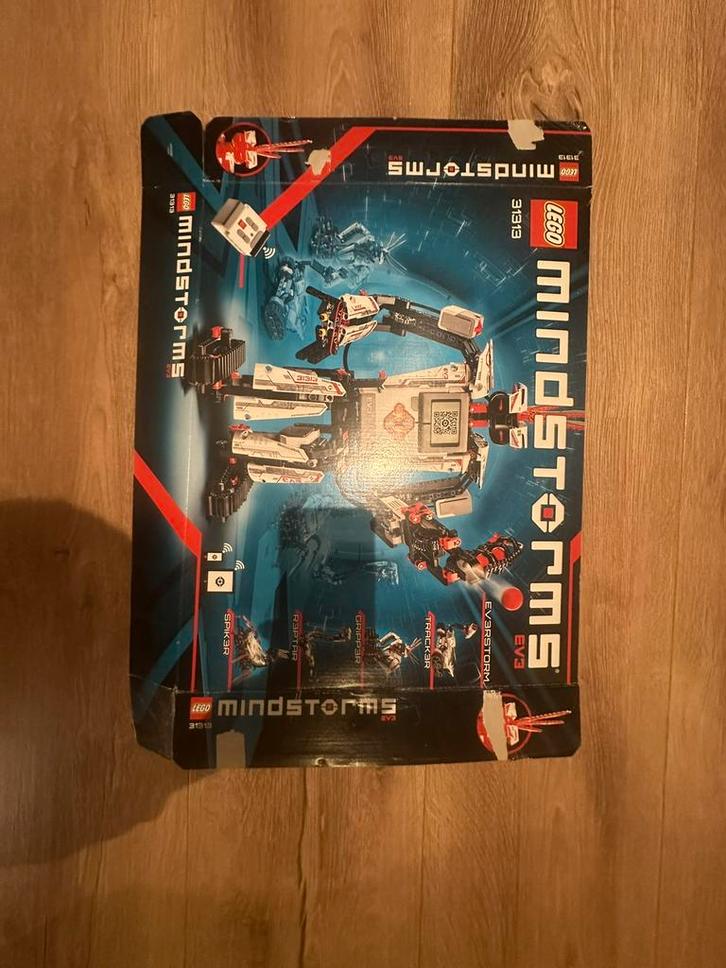 LEGO
31313
mindstorms
EV3
LEGO
31313
mindstorms®
EV3
EV3RSTORM
TRACK3R
GRIPP3R
R3PTAR
SPIK3R
LEGO
31313
mindstorms
EV3
LEGO
31313
mindstorms
EV3